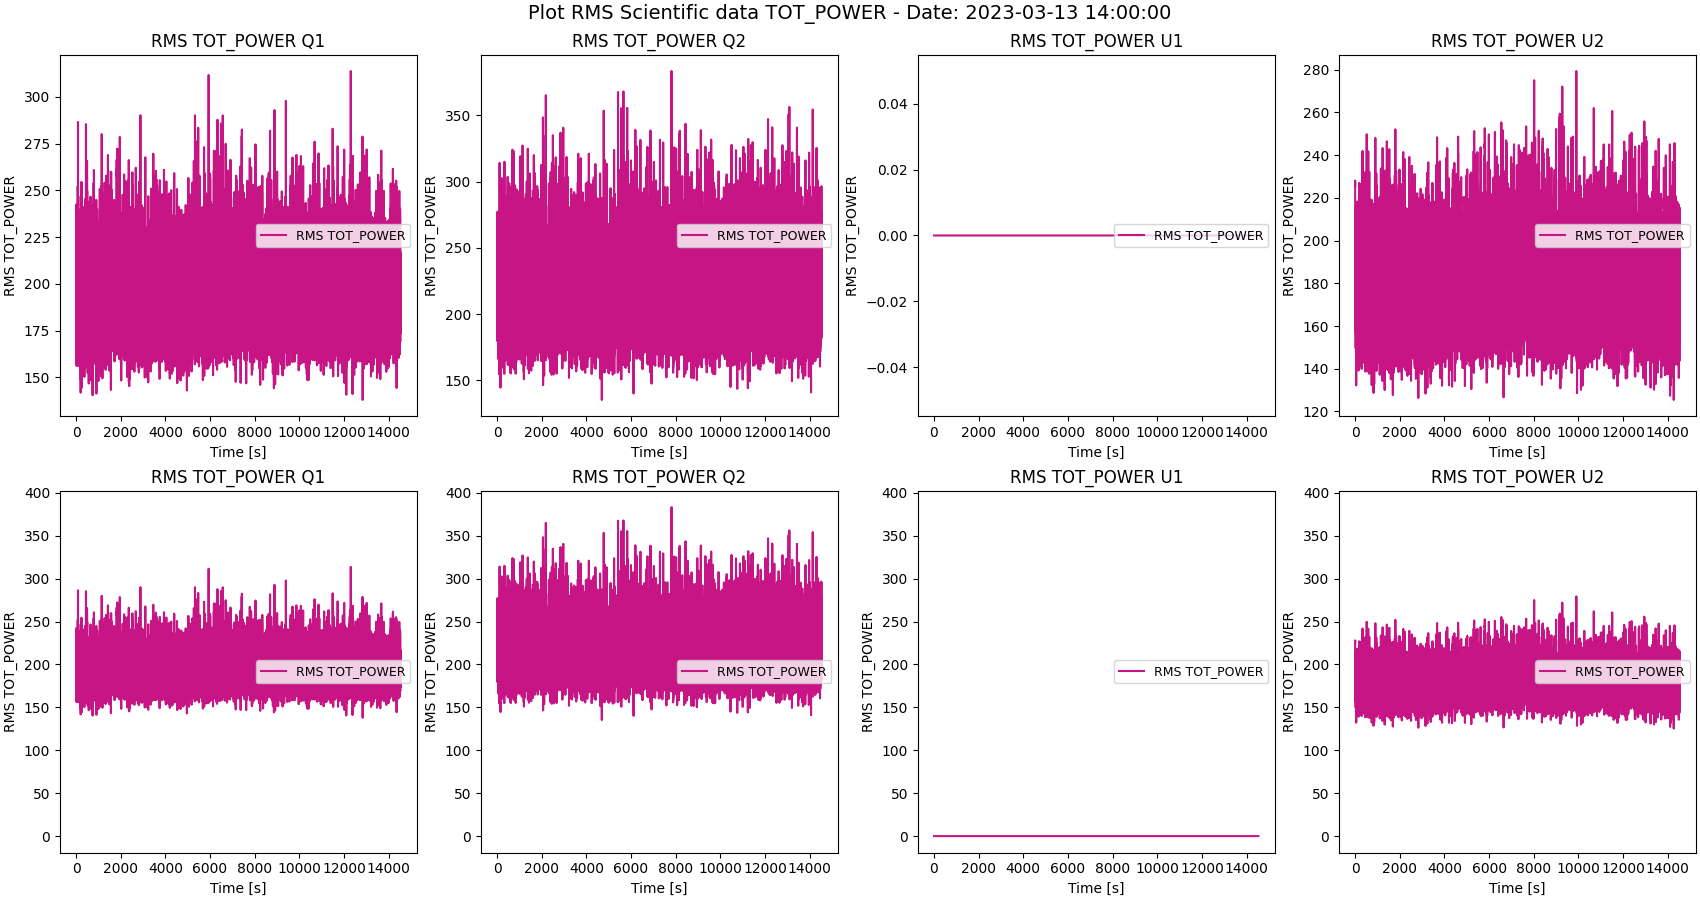 Plot RMS Scientific data TOT_POWER - Date: 2023-03-13 14:00:00
RMS TOT_POWER Q1
RMS TOT_POWER
300
275
250
225
200
175
150
RMS TOT_POWER
0 2000 4000 6000 8000 10000 12000 14000
Time [s]
RMS TOT_POWER Q2
RMS TOT_POWER
350
300
250
200
150
RMS TOT_POWER
0 2000 4000 6000 8000 10000 12000 14000
Time [s]
RMS TOT_POWER U1
RMS TOT_POWER
0.04
0.02
0.00
−0.02
−0.04
RMS TOT_POWER
0 2000 4000 6000 8000 10000 12000 14000
Time [s]
RMS TOT_POWER U2
RMS TOT_POWER
280
260
240
220
200
180
160
140
120
RMS TOT_POWER
0 2000 4000 6000 8000 10000 12000 14000
Time [s]
RMS TOT_POWER Q1
RMS TOT_POWER
400
350
300
250
200
150
100
50
0
RMS TOT_POWER
0 2000 4000 6000 8000 10000 12000 14000
Time [s]
RMS TOT_POWER Q2
RMS TOT_POWER
400
350
300
250
200
150
100
50
0
RMS TOT_POWER
0 2000 4000 6000 8000 10000 12000 14000
Time [s]
RMS TOT_POWER U1
RMS TOT_POWER
400
350
300
250
200
150
100
50
0
RMS TOT_POWER
0 2000 4000 6000 8000 10000 12000 14000
Time [s]
RMS TOT_POWER U2
RMS TOT_POWER
400
350
300
250
200
150
100
50
0
RMS TOT_POWER
0 2000 4000 6000 8000 10000 12000 14000
Time [s]